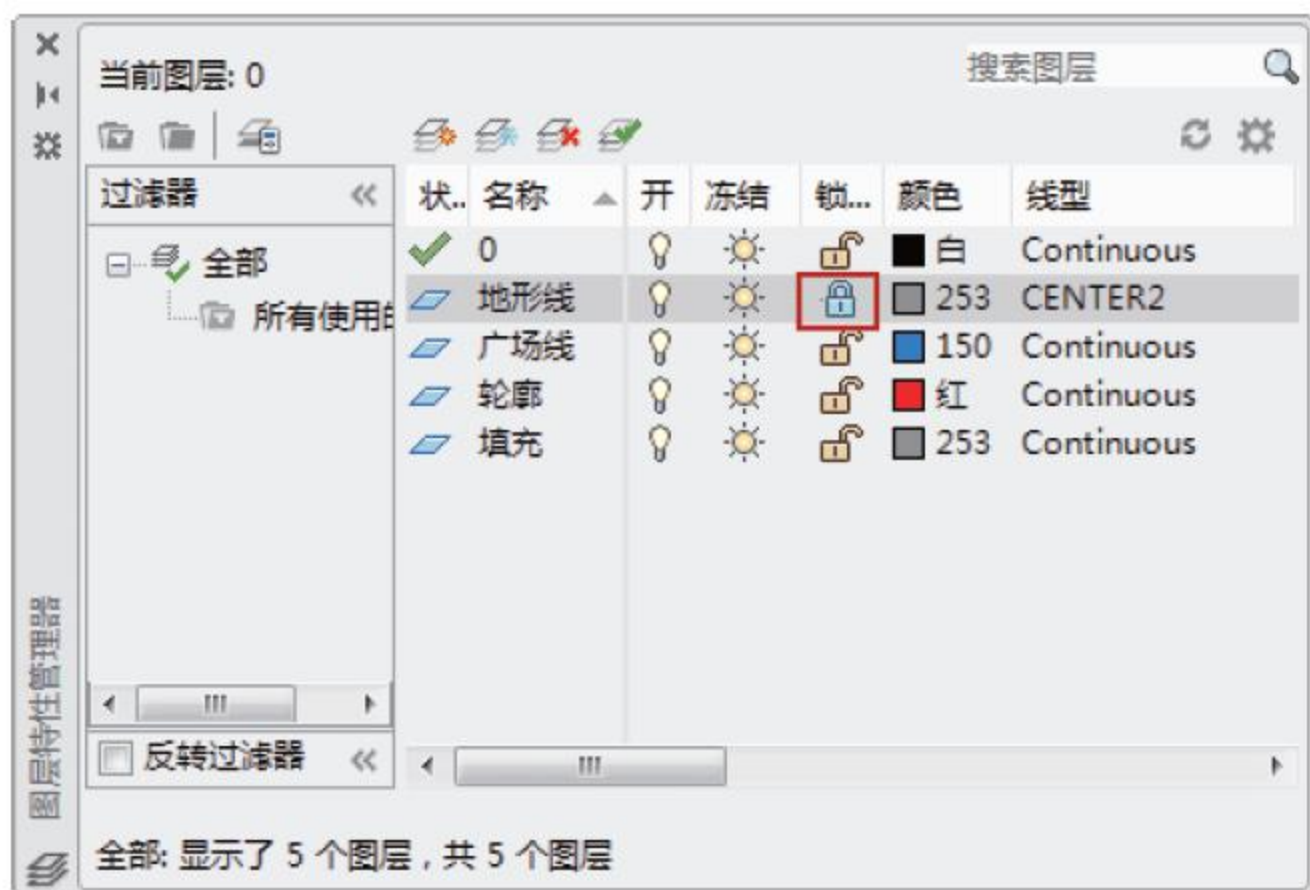 当前图层: 0
搜索图层
过滤器
状.. 名称 开 冻结 锁... 颜色 线型
全部
所有使用的
0 白 Continuous
地形线 253 CENTER2
广场线 150 Continuous
轮廓 红 Continuous
填充 253 Continuous
反转过滤器
图层特性管理器
全部: 显示了 5 个图层 , 共 5 个图层